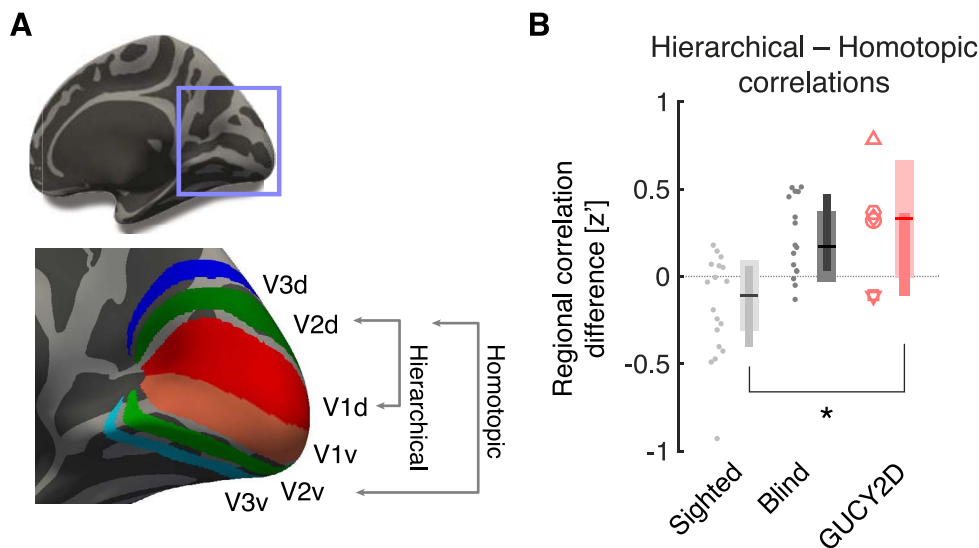 A
V3d
V2d
V1d
V1v
V2v
V3v
Hierarchical
Homotopic
B
Hierarchical – Homotopic
correlations
Regional correlation
difference [z']
1
0.5
0
-0.5
-1
*
Sighted
Blind
GUCY2D